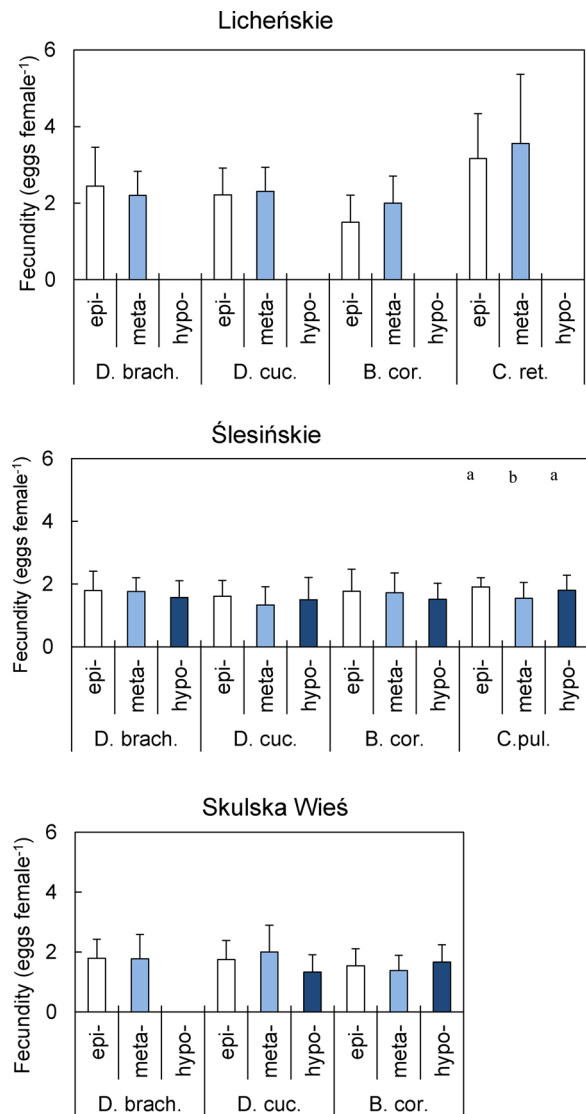 Licheńskie
Fecundity (eggs female-1)
6
4
2
0
epi- meta- hypo- epi- meta- hypo- epi- meta- hypo- epi- meta- hypo-
D. brach. D. cuc. B. cor. C. ret.
Ślesińskie
Fecundity (eggs female-1)
6
a b a
4
2
0
epi- meta- hypo- epi- meta- hypo- epi- meta- hypo- epi- meta- hypo-
D. brach. D. cuc. B. cor. C.pul.
Skulska Wieś
Fecundity (eggs female-1)
6
4
2
0
epi- meta- hypo- epi- meta- hypo- epi- meta- hypo-
D. brach. D. cuc. B. cor.